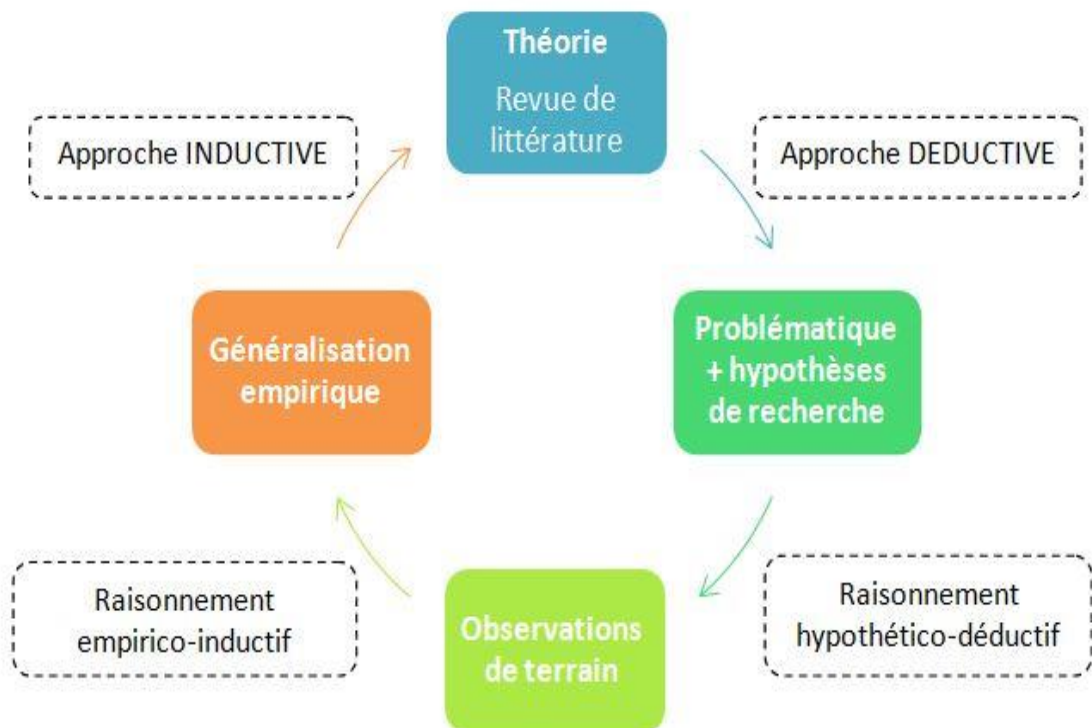 Théorie
Revue de
littérature
Approche INDUCTIVE
Approche DEDUCTIVE
Généralisation
empirique
Problématique
+ hypothèses
de recherche
Raisonnement
empirico-inductif
Observations
de terrain
Raisonnement
hypothético-déductif